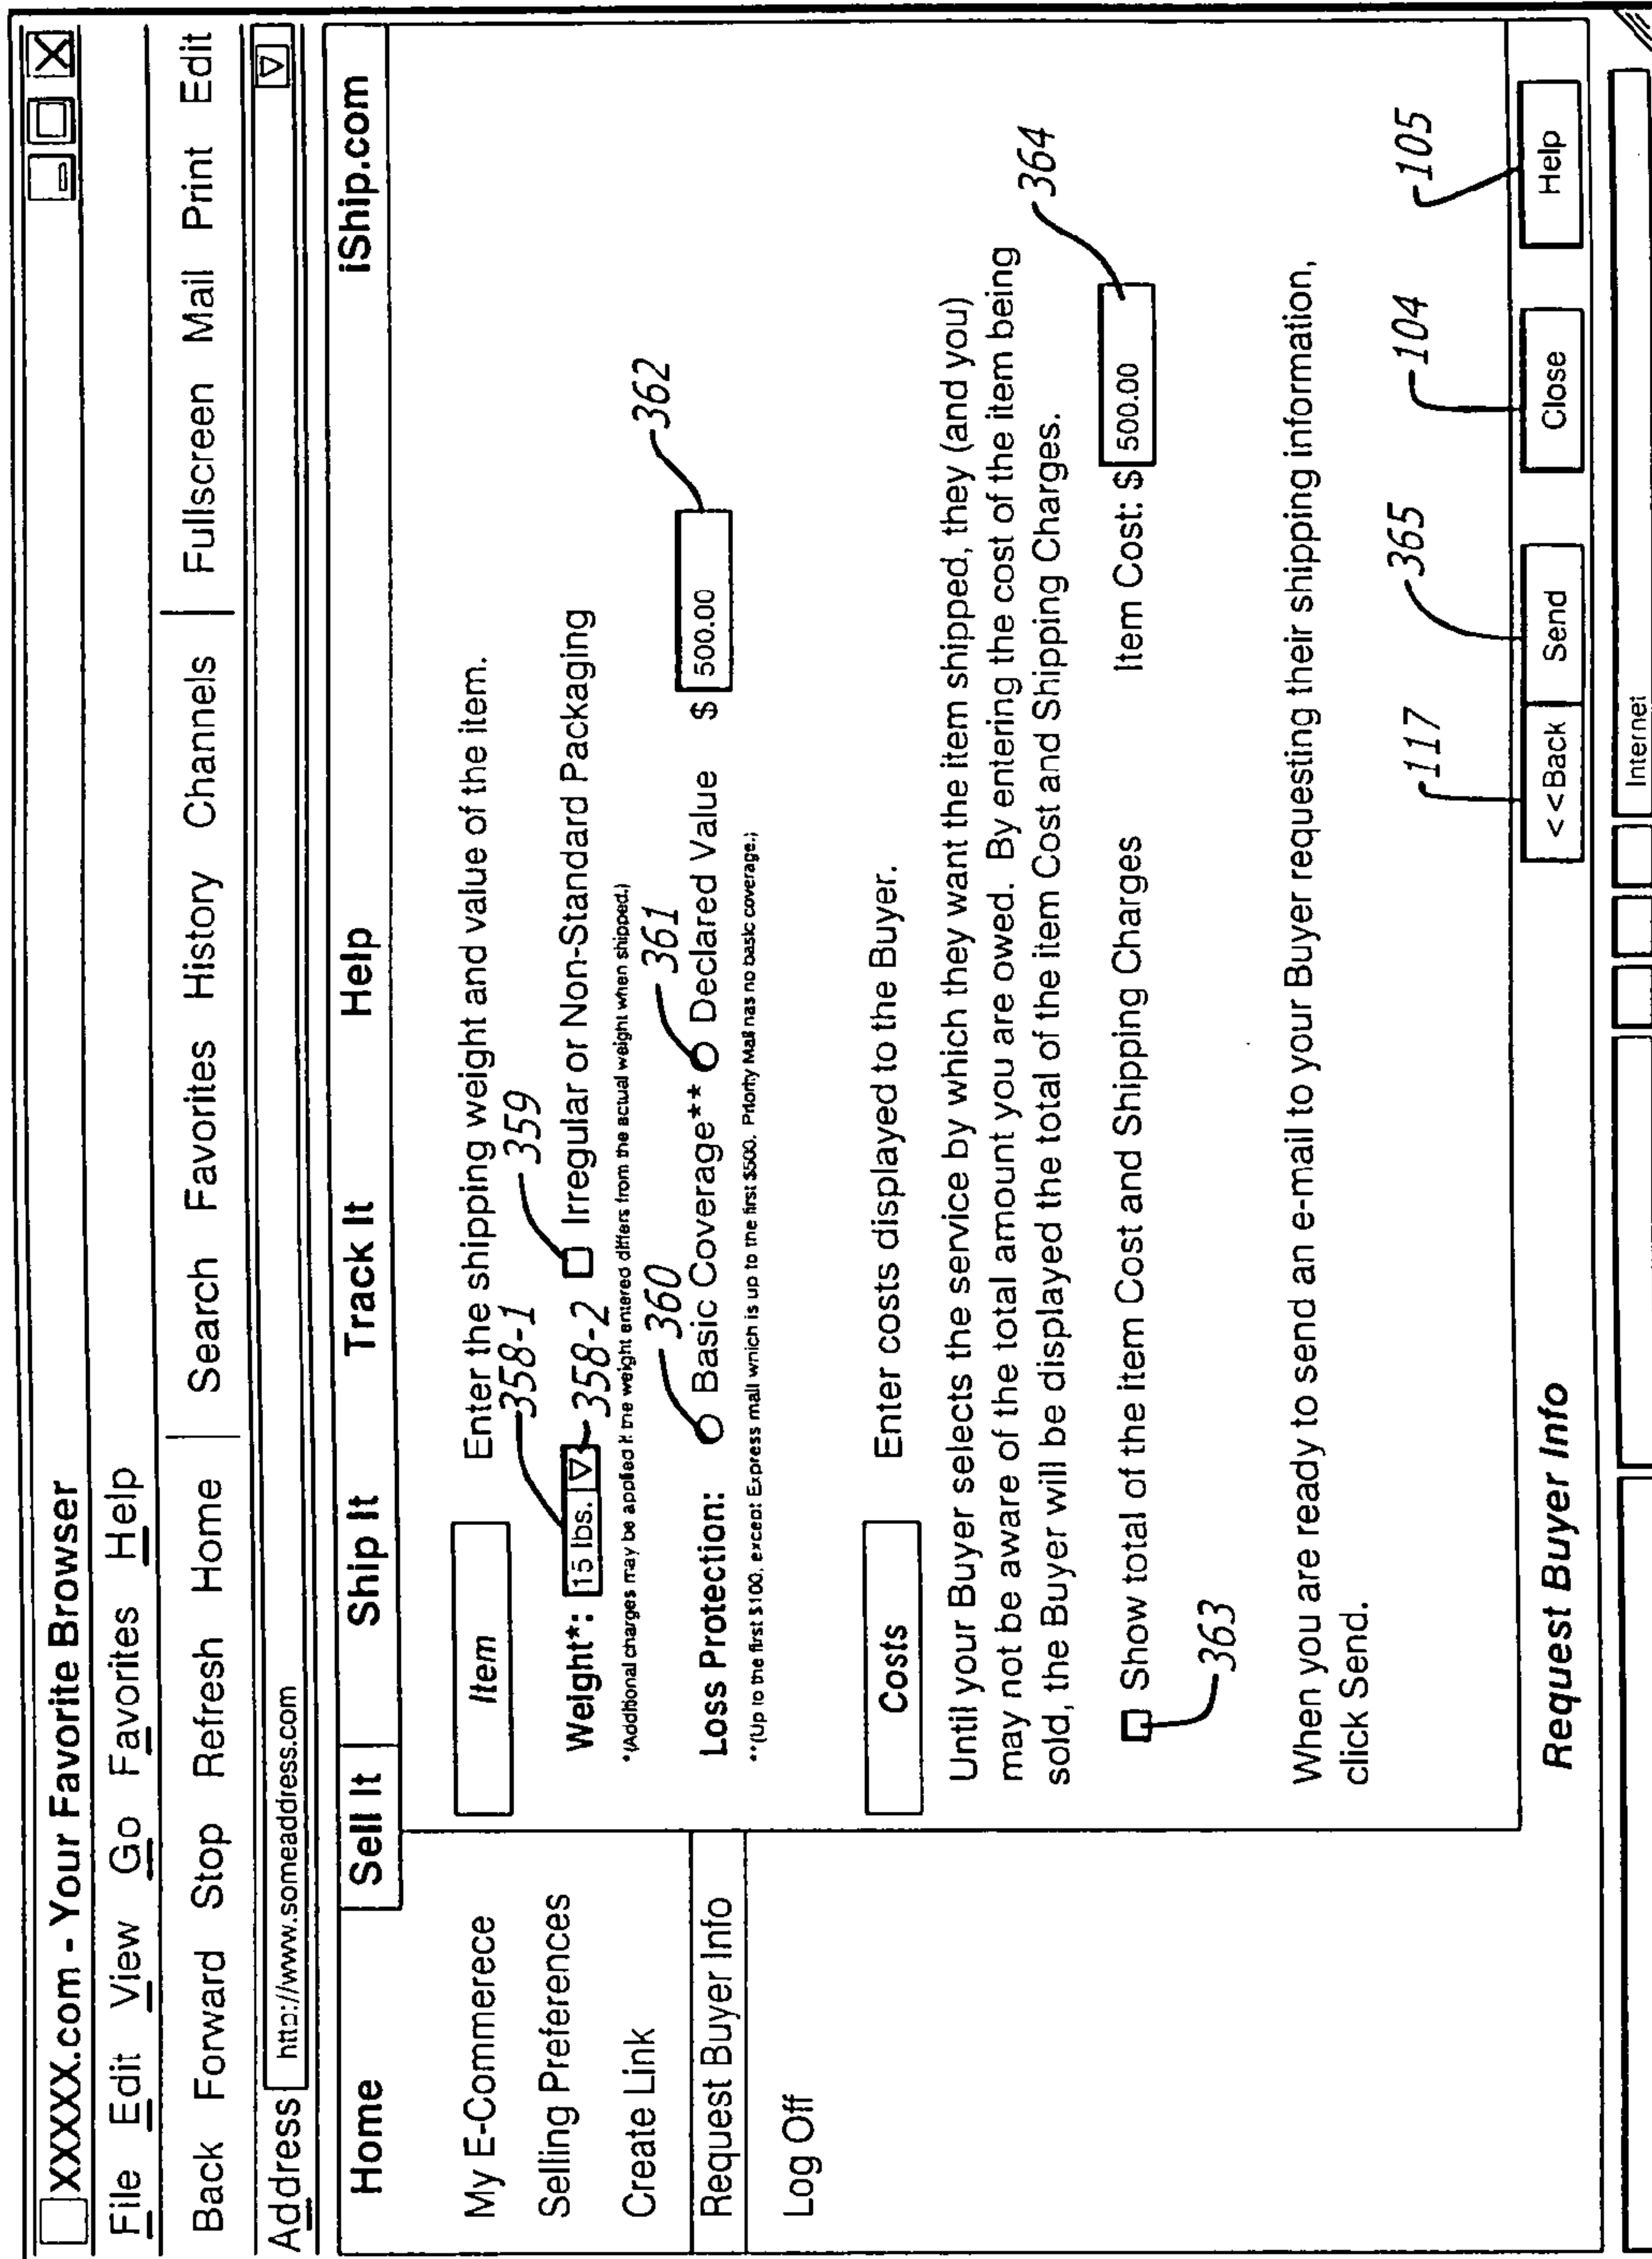 XXXXX.com - Your Favorite Browser
File Edit View Go Favorites Help
Back Forward Stop Refresh Home Search Favorites History Channels Fullscreen Mail Print Edit
Address http://www.someaddress.com
Home Sell It Ship It Track It Help iShip.com
My E-Commerece
Selling Preferences
Create Link
Request Buyer Info
Log Off
Item Enter the shipping weight and value of the item.
358-1 359
Weight*: 15 lbs. 358-2 Irregular or Non-Standard Packaging
*(Additional charges may be applied if the weight entered differs from the actual weight when shipped.)
360 361 362
Loss Protection: Basic Coverage** Declared Value $ 500.00
**(Up to the first $100, except Express mail which is up to the first $500. Priority Mail has no basic coverage.)
Costs Enter costs displayed to the Buyer.
Until your Buyer selects the service by which they want the item shipped, they (and you)
may not be aware of the total amount you are owed. By entering the cost of the item being
sold, the Buyer will be displayed the total of the item Cost and Shipping Charges.
364
Show total of the item Cost and Shipping Charges Item Cost: $ 500.00
363
When you are ready to send an e-mail to your Buyer requesting their shipping information,
click Send.
117 365 104 105
Request Buyer Info <<Back Send Close Help
Internet